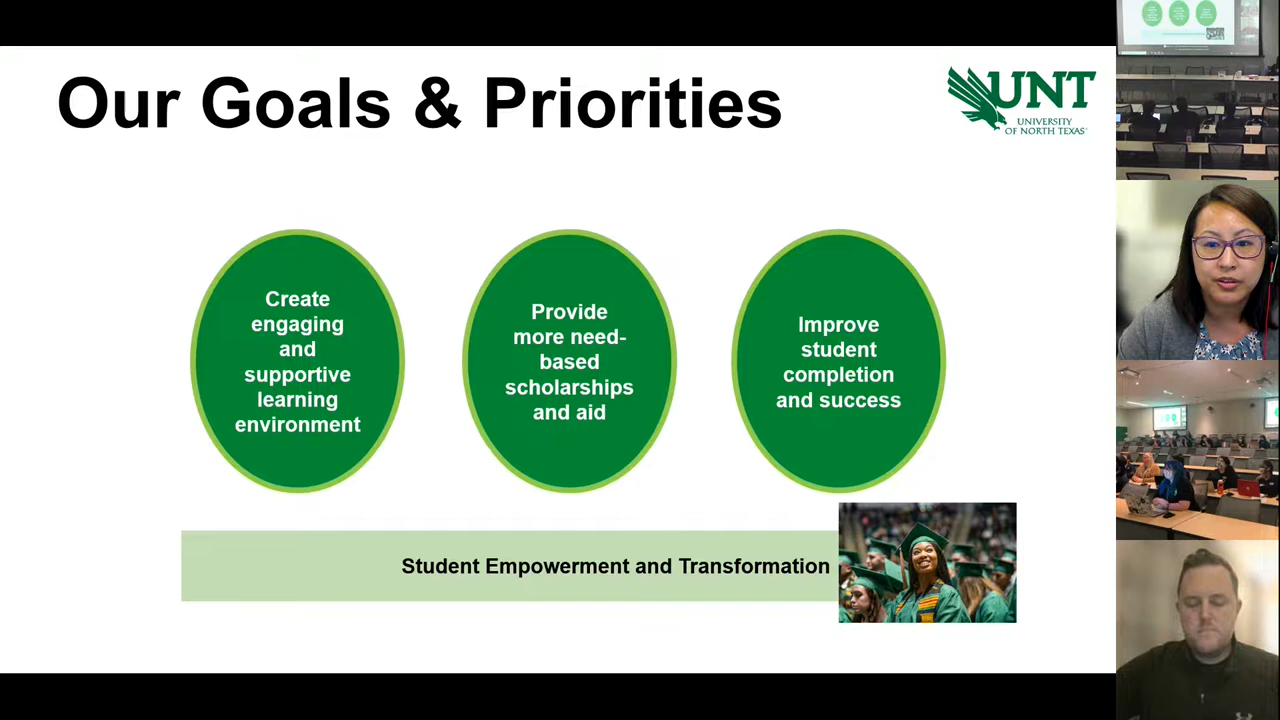 Our Goals & Priorities
UNT
UNIVERSITY
OF NORTH TEXAS
Create
engaging
and
supportive
learning
environment
Provide
more need-
based
scholarships
and aid
Improve
student
completion
and success
Student Empowerment and Transformation